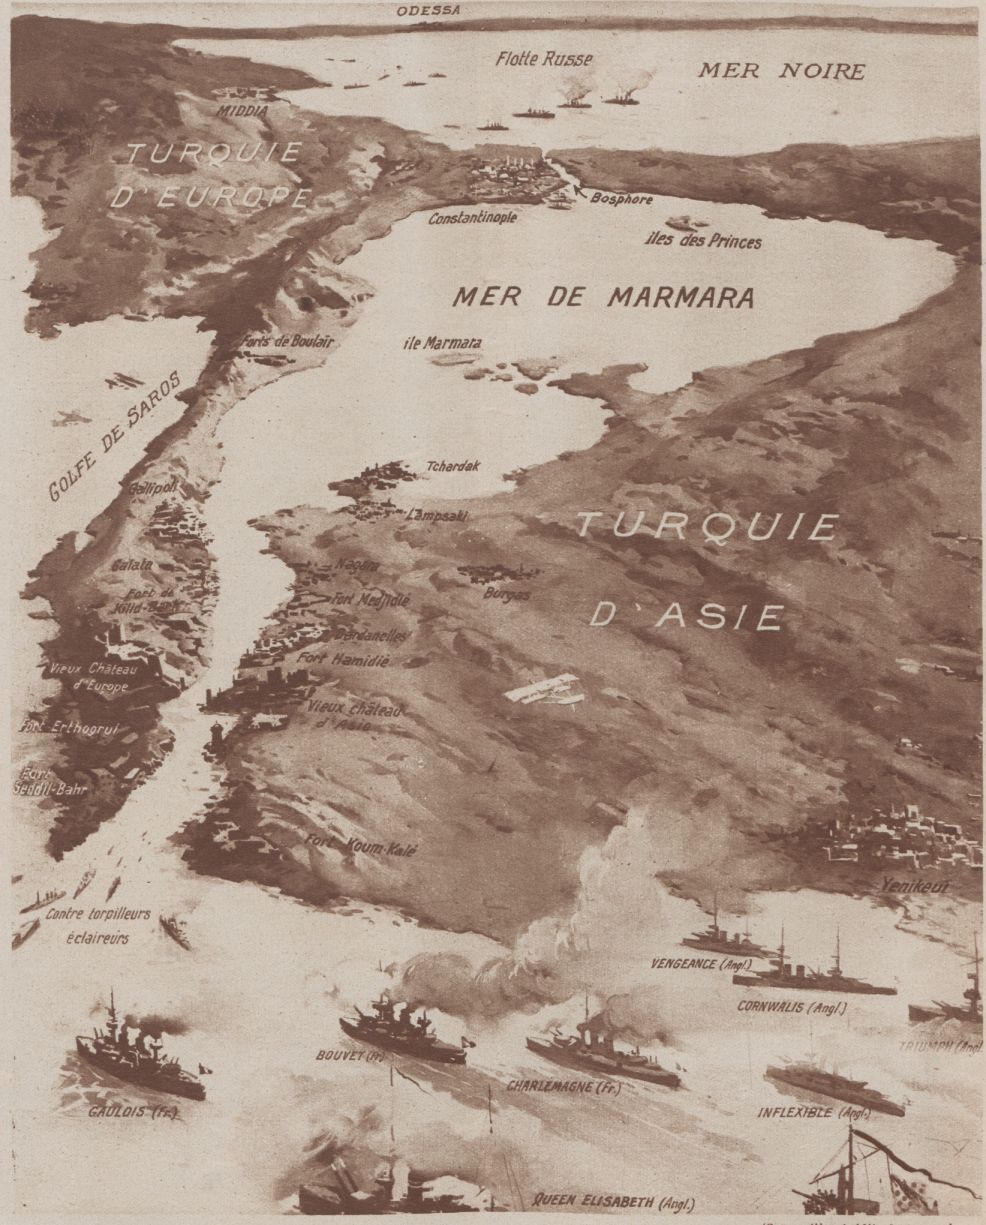 ODESSA
Flotte Russe
MER NOIRE
MIDDIA
TURQUIE
D'EUROPE
Bosphore
Constantinople
îles des Princes
MER DE MARMARA
Forts de Boulaïr
île Marmara
GOLFE DE SAROS
Tchardak
Gallipoli
Lampsaki
TURQUIE
D'ASIE
Galata
Nagara
Burgas
Fort de
Kilid-Bahr
Fort Medjidié
Dardanelles
Fort Hamidié
Vieux Château
d'Europe
Vieux château
d'Asie
Fort Erthogrul
Fort
Seddil-Bahr
Fort Koum-Kalé
Yenikeui
Contre torpilleurs
éclaireurs
VENGEANCE (Angl.)
CORNWALIS (Angl.)
TRIUMPH (Angl.
BOUVET (Fr)
CHARLEMAGNE (Fr.)
GAULOIS (Fr.)
INFLEXIBLE (Angl.)
QUEEN ELISABETH (Angl.)